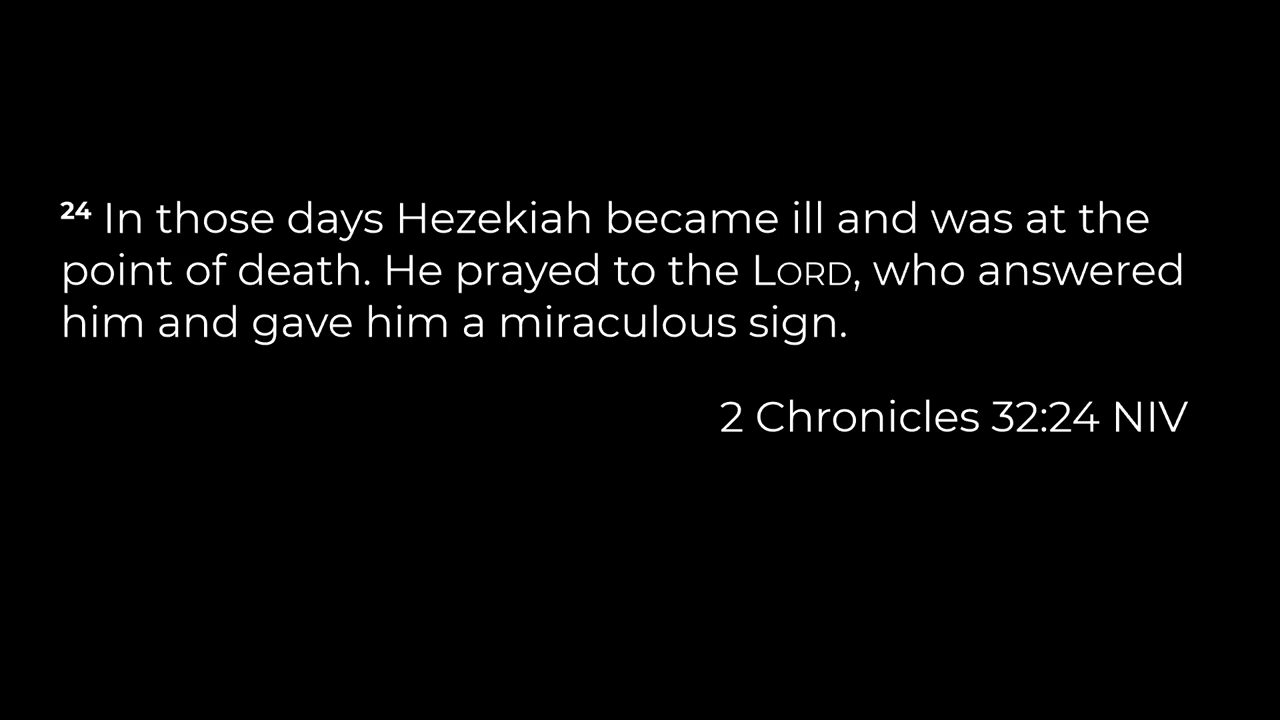 24 In those days Hezekiah became ill and was at the
point of death. He prayed to the LORD, who answered
him and gave him a miraculous sign.
2 Chronicles 32:24 NIV